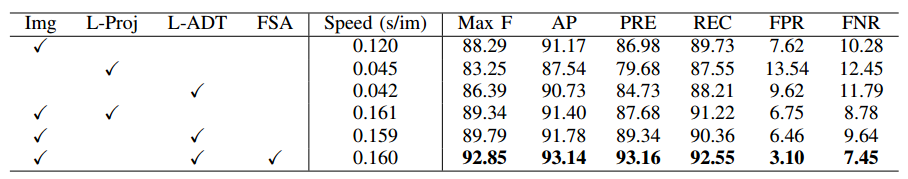 Img L-Proj L-ADT FSA Speed (s/im) Max F AP PRE REC FPR FNR
✓ 0.120 88.29 91.17 86.98 89.73 7.62 10.28
✓ 0.045 83.25 87.54 79.68 87.55 13.54 12.45
✓ 0.042 86.39 90.73 84.73 88.21 9.62 11.79
✓ ✓ 0.161 89.34 91.40 87.68 91.22 6.75 8.78
✓ ✓ 0.159 89.79 91.78 89.34 90.36 6.46 9.64
✓ ✓ ✓ 0.160 92.85 93.14 93.16 92.55 3.10 7.45